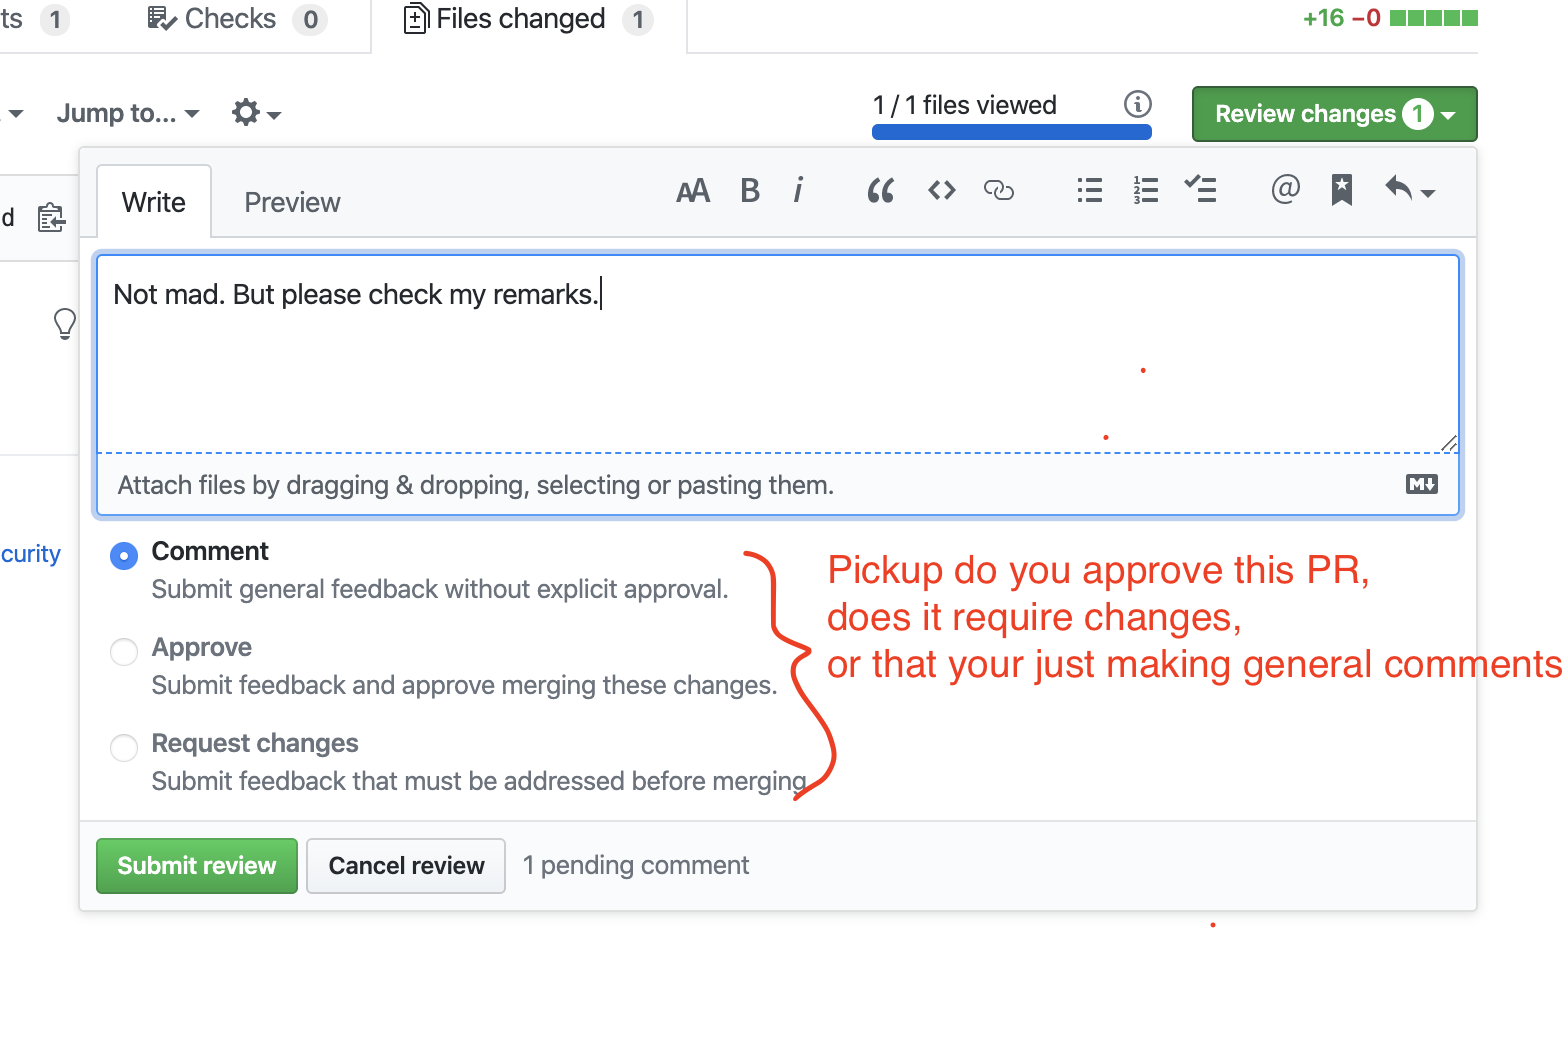 ts 1 Checks 0 Files changed 1 +16 −0
Jump to... 1 / 1 files viewed Review changes 1
Write Preview AA B i @
d
Not mad. But please check my remarks.
Attach files by dragging & dropping, selecting or pasting them. M
curity
Comment
Submit general feedback without explicit approval.
Approve
Submit feedback and approve merging these changes.
Request changes
Submit feedback that must be addressed before merging
Pickup do you approve this PR,
does it require changes,
or that your just making general comments
Submit review Cancel review 1 pending comment